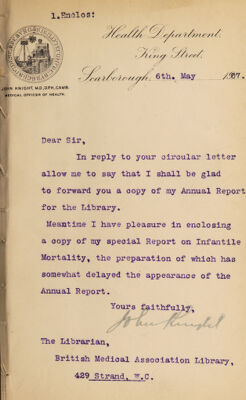 1.Enclos:
Health Department,
King Street,
Scarborough, 6th. May 1907.
JOHN KNIGHT, M.D., D.P.H., CAMB.
MEDICAL OFFICER OF HEALTH.
Dear Sir,
In reply to your circular letter
allow me to say that I shall be glad
to forward you a copy of my Annual Report
for the Library.
Meantime I have pleasure in enclosing
a copy of my special Report on Infantile
Mortality, the preparation of which has
somewhat delayed the appearance of the
Annual Report.
Yours faithfully,
John Knight
The Librarian,
British Medical Association Library,
429 Strand, W.C.